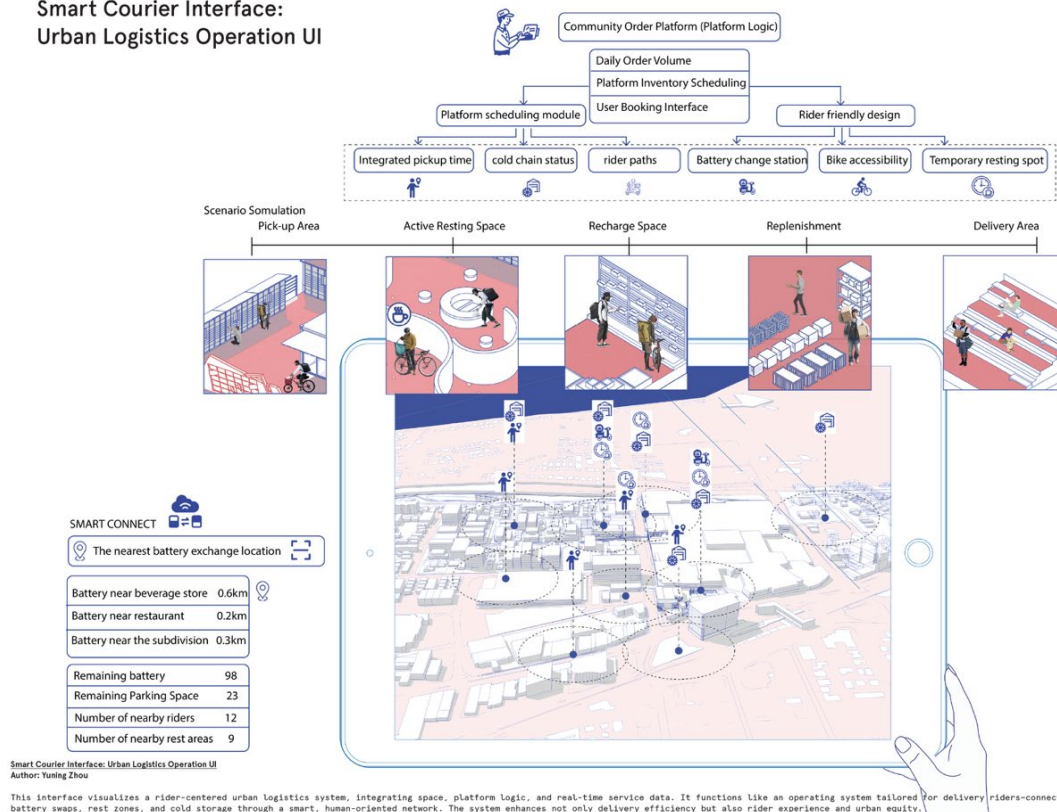 Smart Courier Interface:
Urban Logistics Operation UI
Community Order Platform (Platform Logic)
Daily Order Volume
Platform Inventory Scheduling
User Booking Interface
Platform scheduling module
Rider friendly design
Integrated pickup time
cold chain status
rider paths
Battery change station
Bike accessibility
Temporary resting spot
Scenario Somulation
Pick-up Area
Active Resting Space
Recharge Space
Replenishment
Delivery Area
SMART CONNECT
The nearest battery exchange location
Battery near beverage store 0.6km
Battery near restaurant 0.2km
Battery near the subdivision 0.3km
Remaining battery 98
Remaining Parking Space 23
Number of nearby riders 12
Number of nearby rest areas 9
Smart Courier Interface: Urban Logistics Operation UI
Author: Yuning Zhou
This interface visualizes a rider-centered urban logistics system, integrating space, platform logic, and real-time service data. It functions like an operating system tailored for delivery riders-connec
battery swaps, rest zones, and cold storage through a smart, human-oriented network. The system enhances not only delivery efficiency but also rider experience and urban equity.